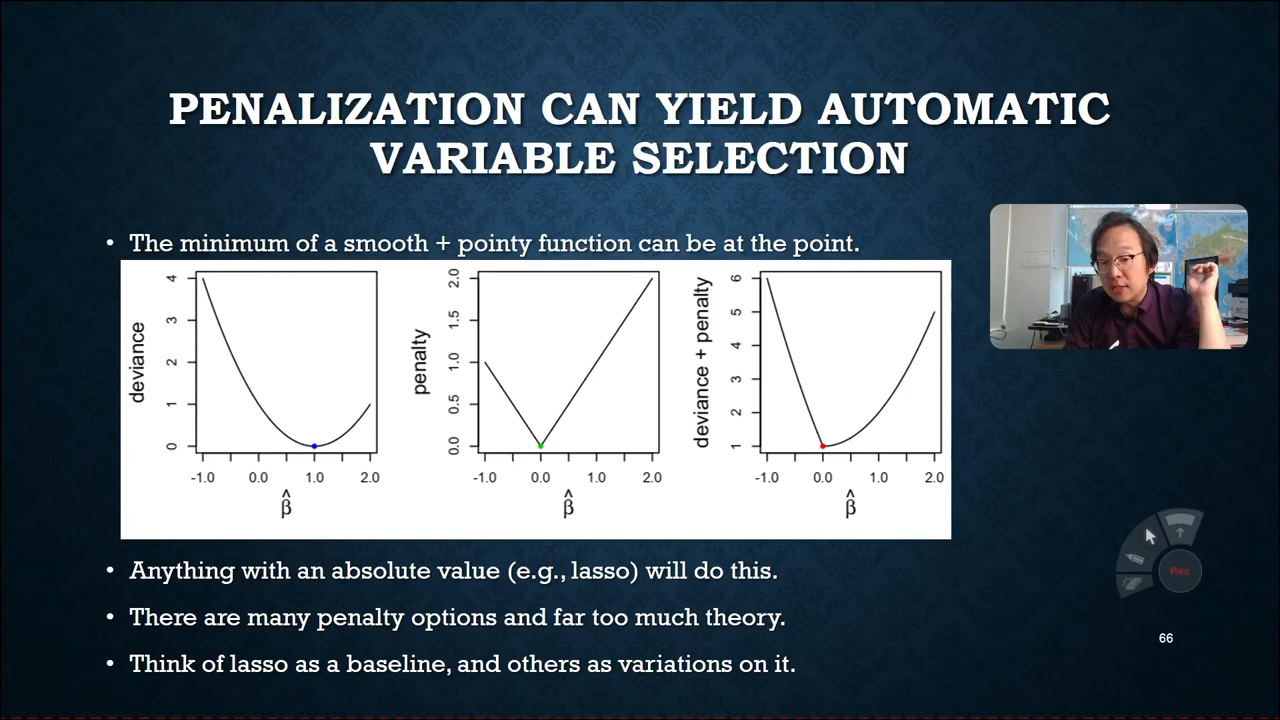 PENALIZATION CAN YIELD AUTOMATIC
VARIABLE SELECTION
• The minimum of a smooth + pointy function can be at the point.
deviance
4
3
2
1
0
-1.0 0.0 1.0 2.0
β̂
penalty
2.0
1.5
1.0
0.5
0.0
-1.0 0.0 1.0 2.0
β̂
deviance + penalty
6
5
4
3
2
1
-1.0 0.0 1.0 2.0
β̂
• Anything with an absolute value (e.g., lasso) will do this.
• There are many penalty options and far too much theory.
• Think of lasso as a baseline, and others as variations on it.
Rec
66